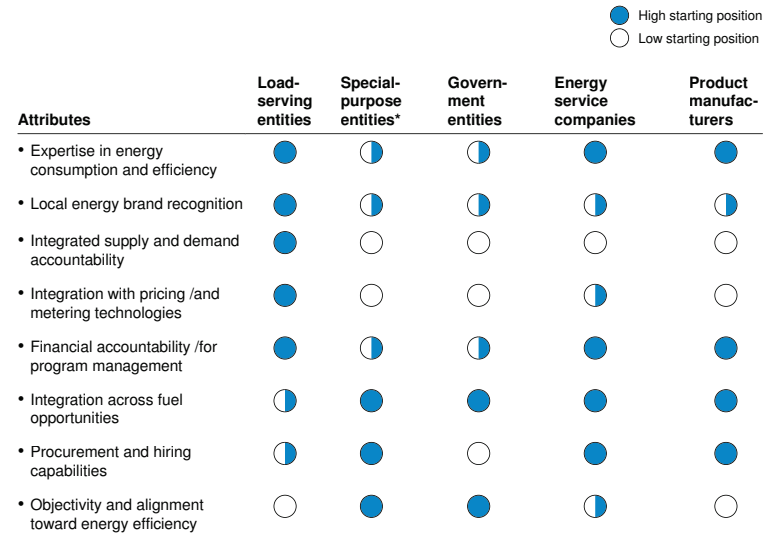 High starting position
Low starting position
Load-
serving
entities
Special-
purpose
entities*
Govern-
ment
entities
Energy
service
companies
Product
manufac-
turers
Attributes
• Expertise in energy
consumption and efficiency
• Local energy brand recognition
• Integrated supply and demand
accountability
• Integration with pricing /and
metering technologies
• Financial accountability /for
program management
• Integration across fuel
opportunities
• Procurement and hiring
capabilities
• Objectivity and alignment
toward energy efficiency